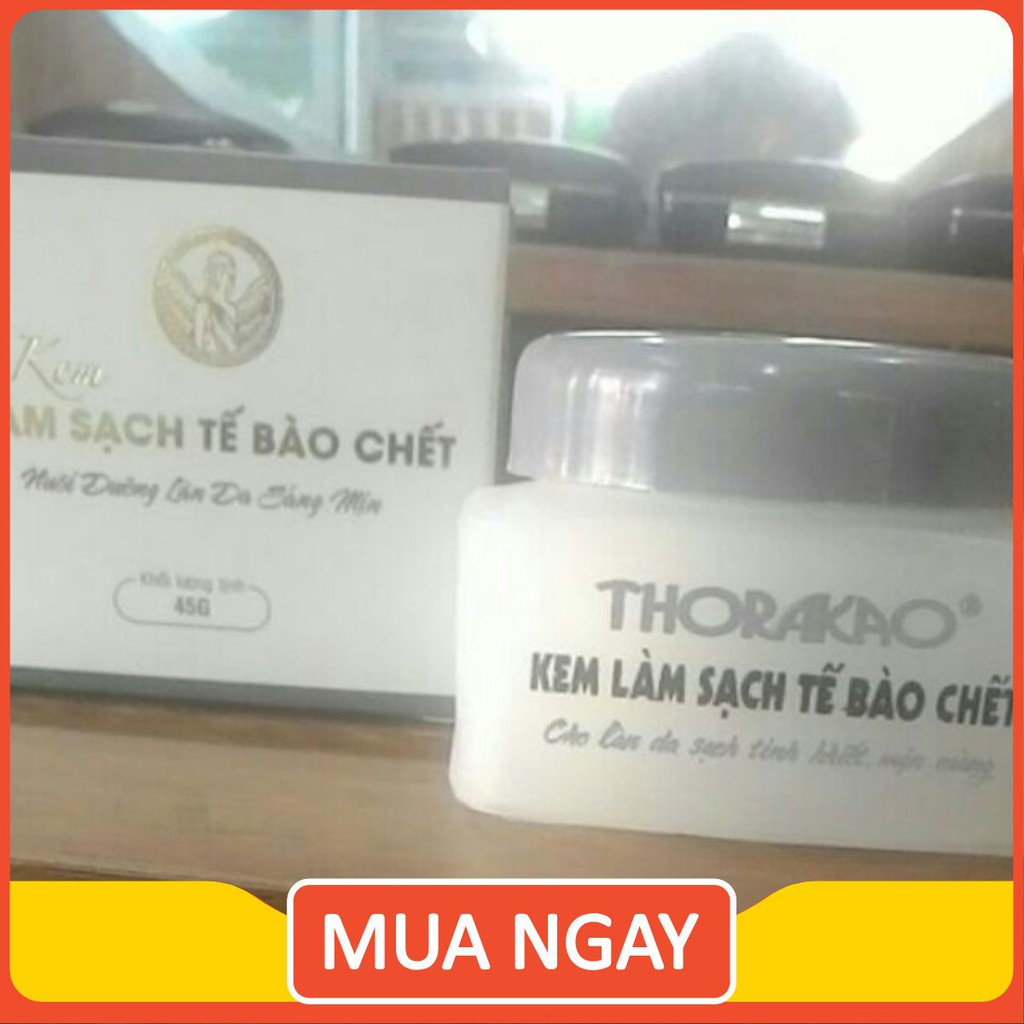 Kem
ÀM SẠCH TẾ BÀO CHẾT
Nuôi Dưỡng Làn Da Sáng Mịn
Khối lượng tịnh
45G
THORAKAO®
KEM LÀM SẠCH TẾ BÀO CHẾT
Cho làn da sạch tinh khiết, mịn màng
MUA NGAY